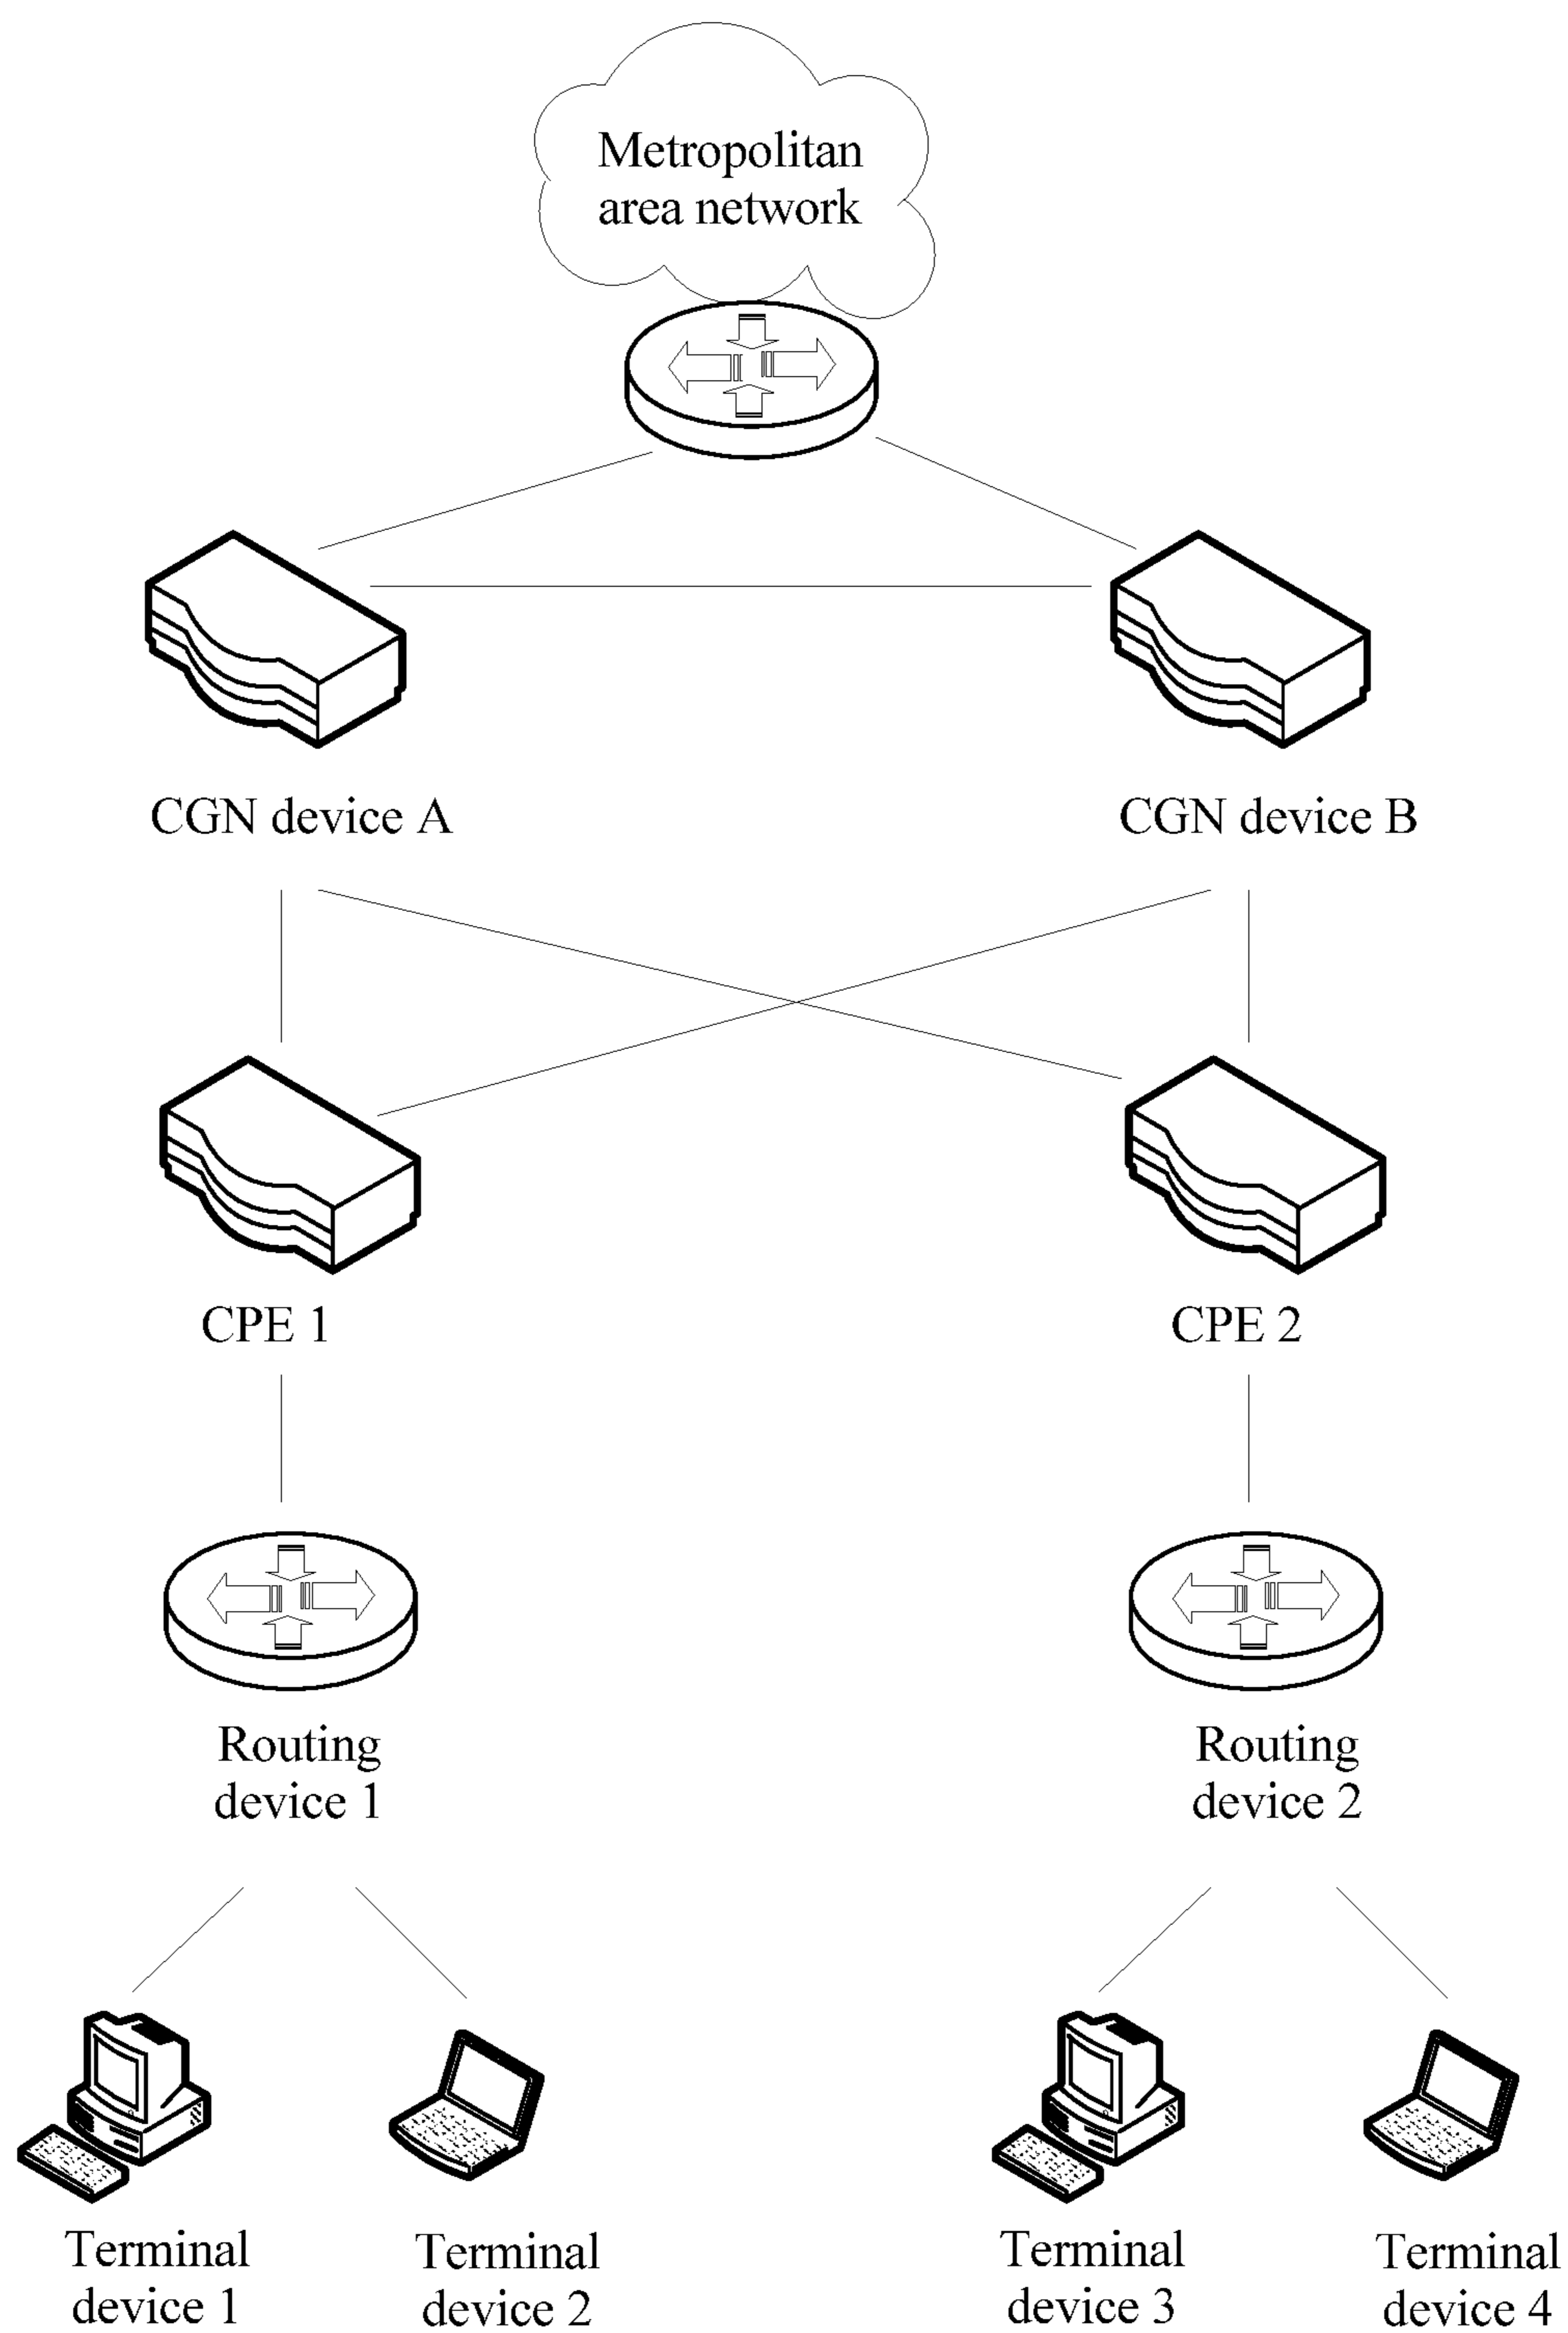 Metropolitan
area network
CGN device A
CGN device B
CPE 1
CPE 2
Routing
device 1
Routing
device 2
Terminal
device 1
Terminal
device 2
Terminal
device 3
Terminal
device 4